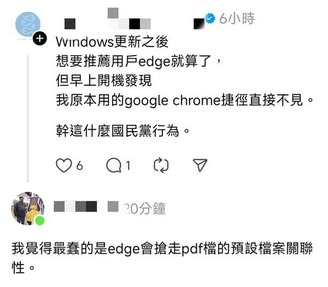 6小時
Windows更新之後
想要推薦用戶edge就算了，
但早上開機發現
我原本用的google chrome捷徑直接不見。
幹這什麼國民黨行為。
6
1
20分鐘
我覺得最蠢的是edge會搶走pdf檔的預設檔案關聯
性。